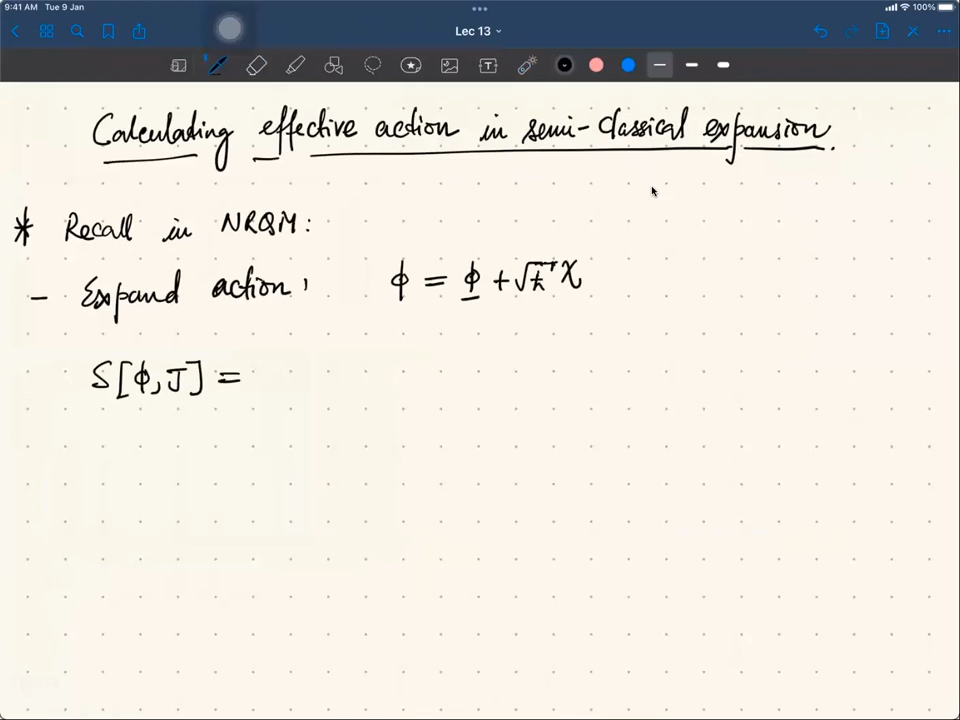 9:41 AM Tue 9 Jan
100%
Lec 13
Calculating effective action in semi-classical expansion.
* Recall in NRQM:
- Expand action, ϕ = ϕ̲ + √ħ χ
S[ϕ, J] =